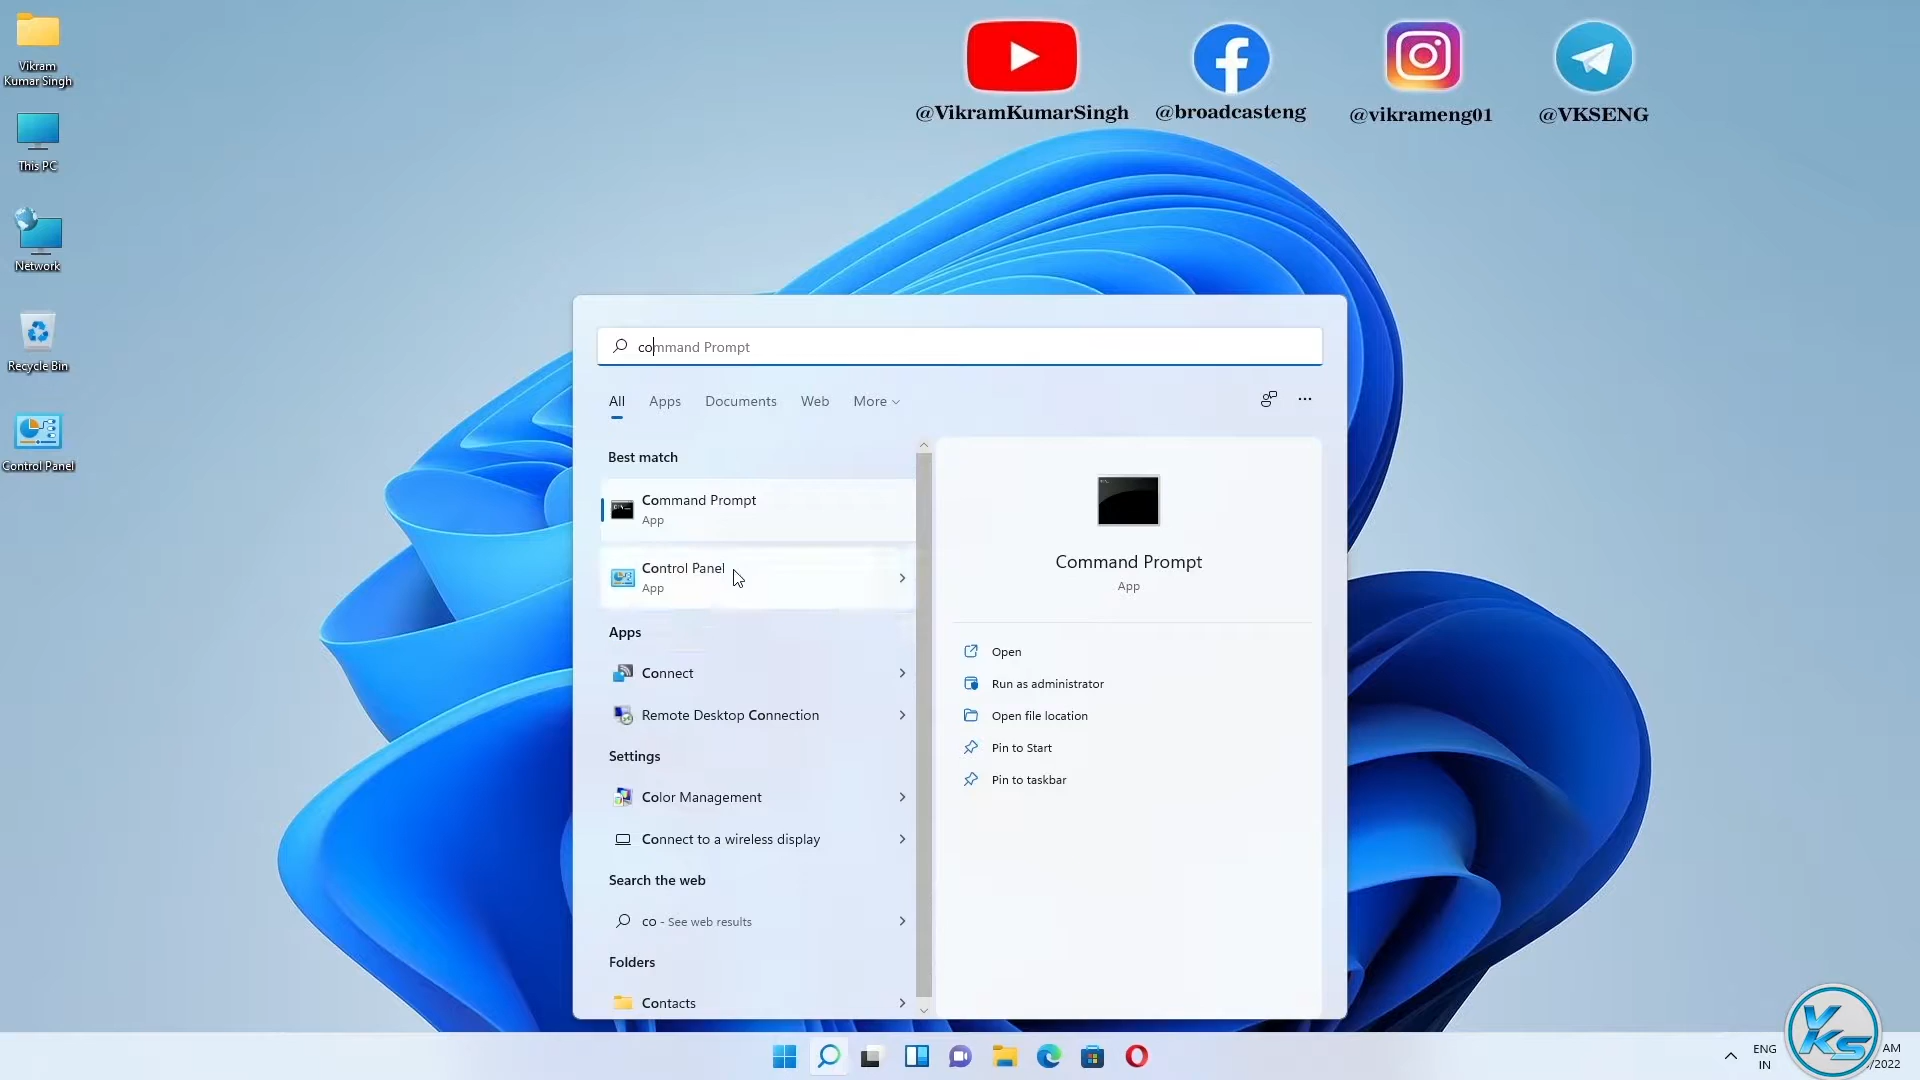 Vikram
Kumar Singh
This PC
Network
Recycle Bin
Control Panel
@VikramKumarSingh
@broadcasteng
@vikrameng01
@VKSENG
command Prompt
All
Apps
Documents
Web
More
Best match
Command Prompt
App
Control Panel
App
Apps
Connect
Remote Desktop Connection
Settings
Color Management
Connect to a wireless display
Search the web
co - See web results
Folders
Contacts
Command Prompt
App
Open
Run as administrator
Open file location
Pin to Start
Pin to taskbar
ENG
IN
VKS
AM
/2022